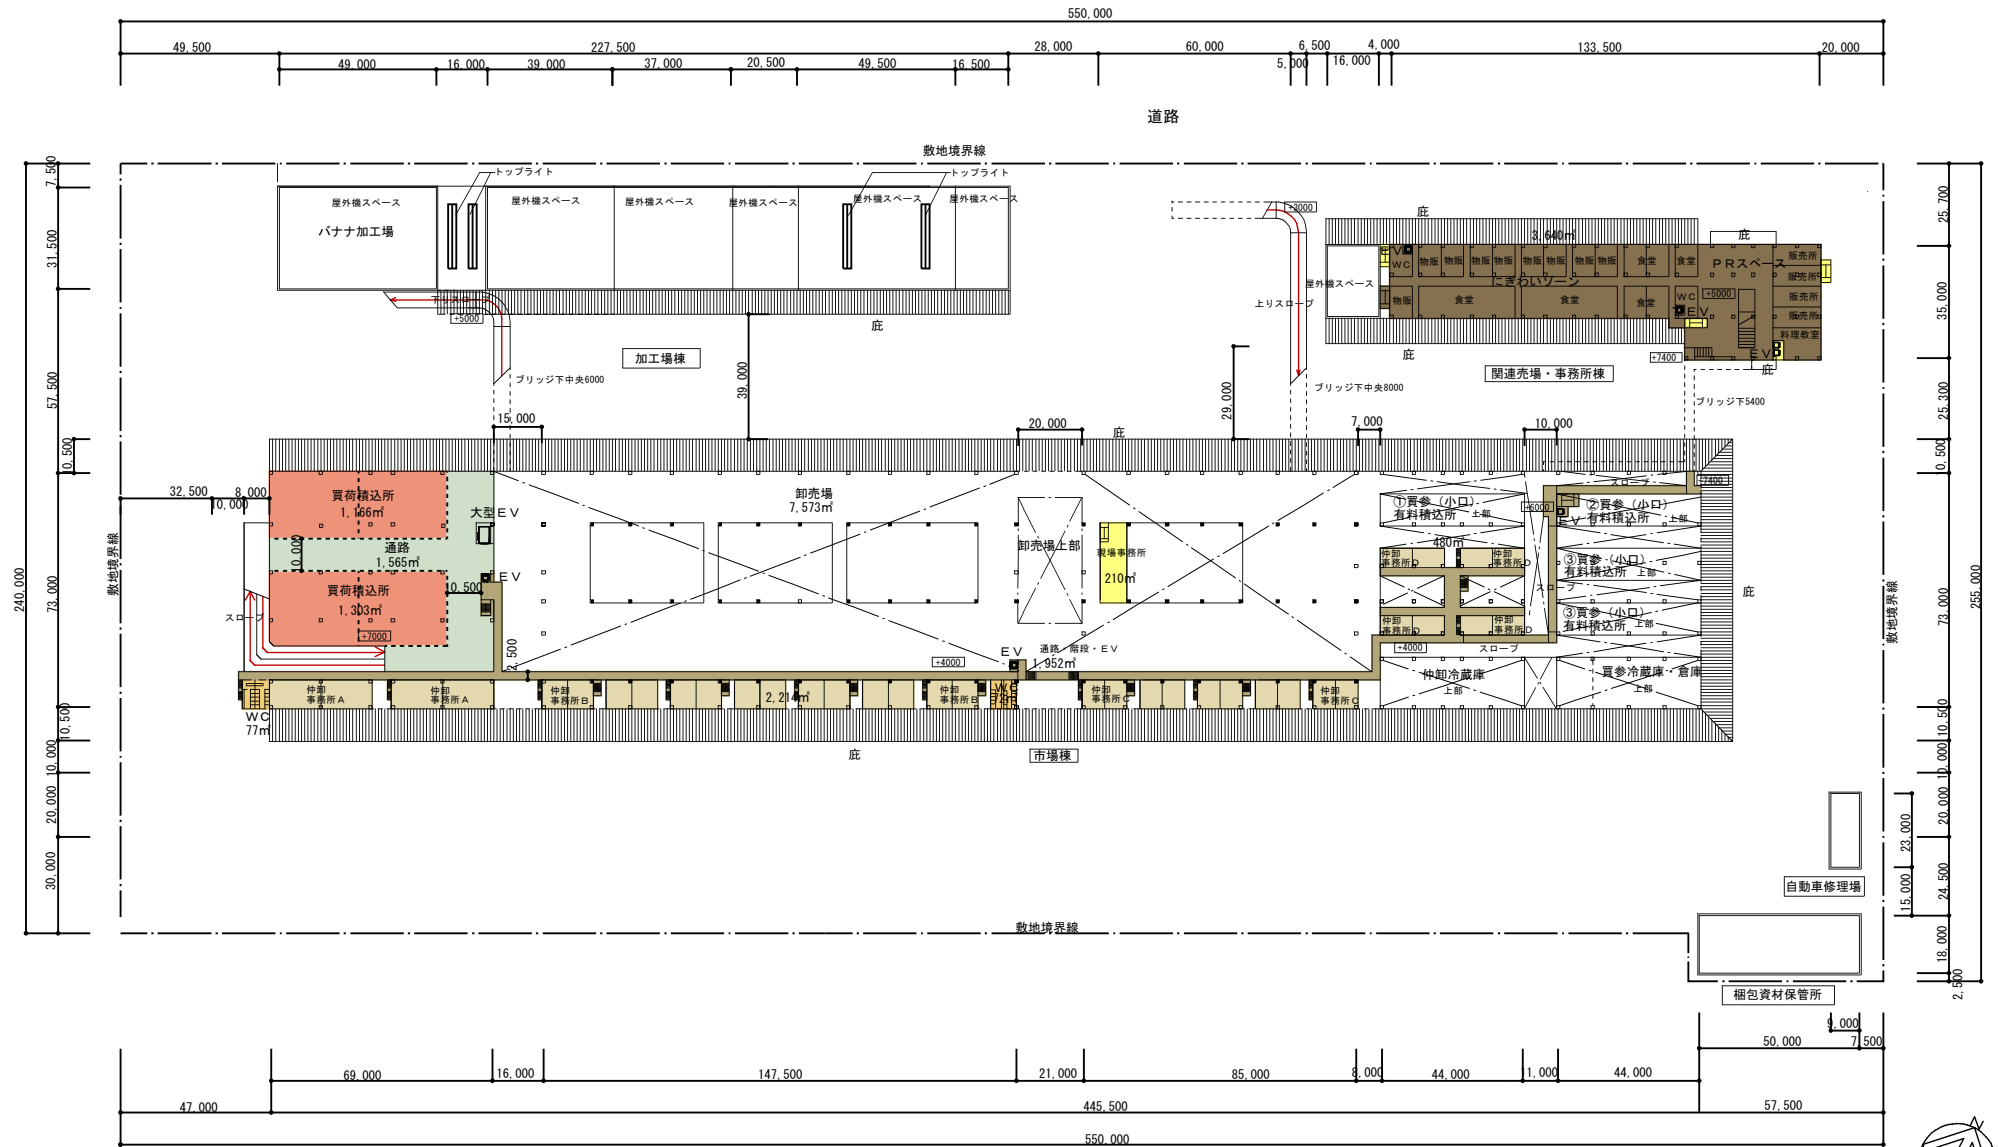 550,000
49,500
227,500
28,000
60,000
6,500
4,000
133,500
20,000
49,000
16,000
39,000
37,000
20,500
49,500
16,500
5,000
16,000
道路
敷地境界線
トップライト
トップライト
屋外機スペース
屋外機スペース
屋外機スペース
屋外機スペース
屋外機スペース
屋外機スペース
バナナ加工場
下りスロープ
+5000
庇
加工場棟
ブリッジ下中央6000
39,000
+3000
上りスロープ
29,000
ブリッジ下中央8000
庇
3,640㎡
庇
屋外機スペース
EV
WC
物販
物販
物販
物販
物販
物販
物販
物販
食堂
食堂
PRスペース
販売所
販売所
販売所
販売所
料理教室
にぎわいゾーン
+5000
物販
食堂
食堂
食堂
WC
EV
EV
+7400
庇
庇
関連売場・事務所棟
ブリッジ下5400
7,500
31,500
57,500
10,500
240,000
73,000
10,500
10,000
20,000
30,000
敷地境界線
32,500
10,000
8,000
15,000
20,000
庇
7,000
10,000
買荷積込所
1,166㎡
大型EV
通路
1,565㎡
10,000
EV
10,500
買荷積込所
1,303㎡
+7000
スロープ
2,500
卸売場
7,573㎡
卸売場上部
現場事務所
210㎡
①買参（小口）
有料積込所 上部
480㎡
仲卸
事務所D
仲卸
事務所D
仲卸
事務所D
仲卸
事務所D
+4000
スロープ
スロープ
+7400
+6000
EV
②買参（小口）
有料積込所 上部
③買参（小口）
有料積込所 上部
スロープ
③買参（小口）
有料積込所 上部
庇
仲卸冷蔵庫
上部
買参冷蔵庫・倉庫
上部
+4000
EV
通路・階段・EV
1,952㎡
WC
77㎡
仲卸
事務所A
仲卸
事務所A
仲卸
事務所B
2,214㎡
仲卸
事務所B
WC
仲卸
事務所C
仲卸
事務所C
庇
市場棟
25,700
35,000
25,300
10,500
敷地境界線
73,000
255,000
10,500
10,000
20,000
23,000
24,500
15,000
18,000
2,500
自動車修理場
敷地境界線
梱包資材保管所
9,000
50,000
7,500
69,000
16,000
147,500
21,000
85,000
8,000
44,000
11,000
44,000
47,000
445,500
57,500
550,000
N